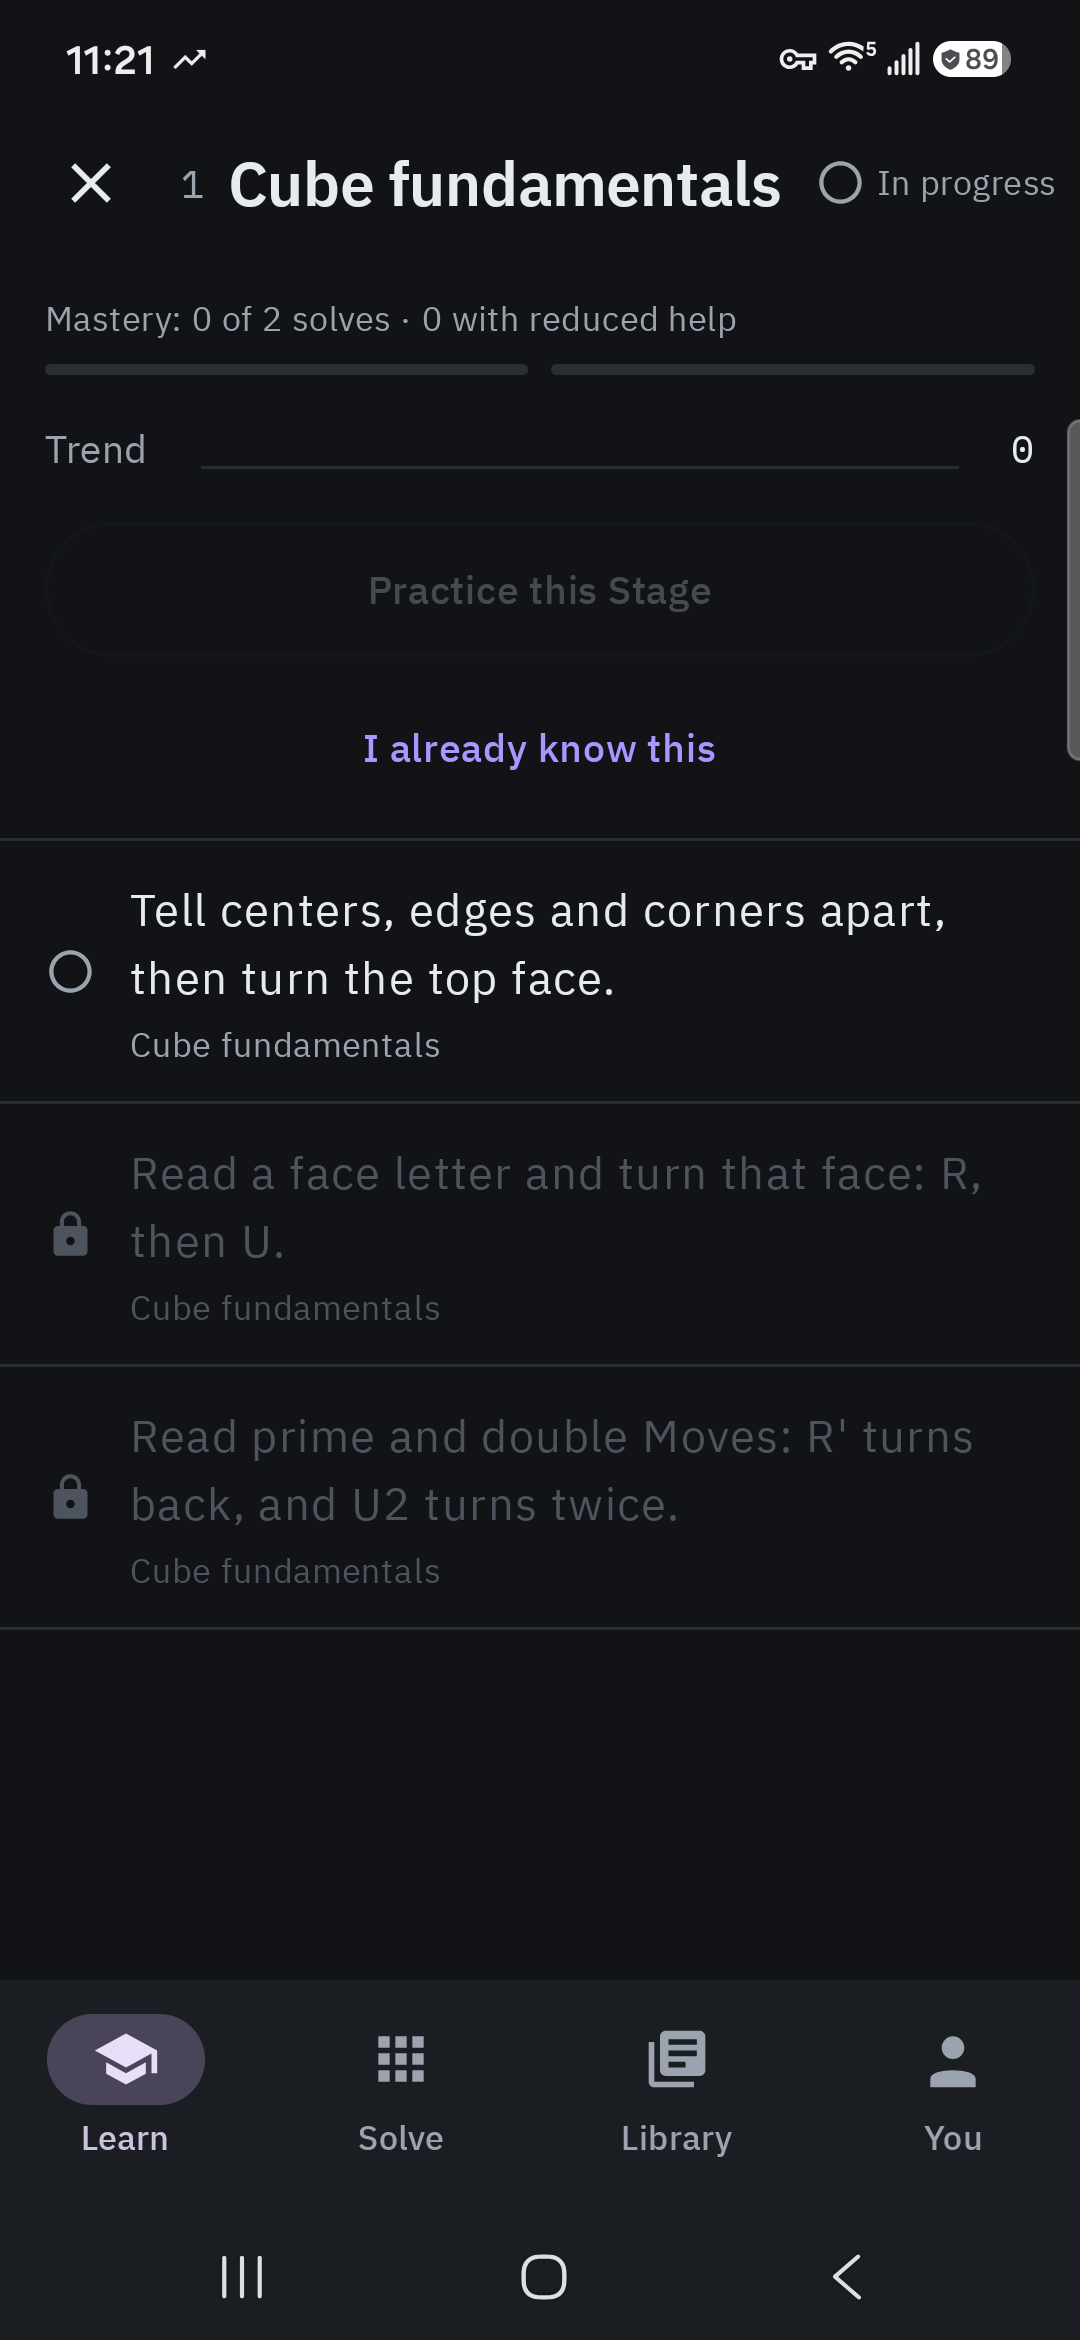 11:21
5
89
1 Cube fundamentals In progress
Mastery: 0 of 2 solves · 0 with reduced help
Trend 0
Practice this Stage
I already know this
Tell centers, edges and corners apart,
then turn the top face.
Cube fundamentals
Read a face letter and turn that face: R,
then U.
Cube fundamentals
Read prime and double Moves: R' turns
back, and U2 turns twice.
Cube fundamentals
Learn Solve Library You